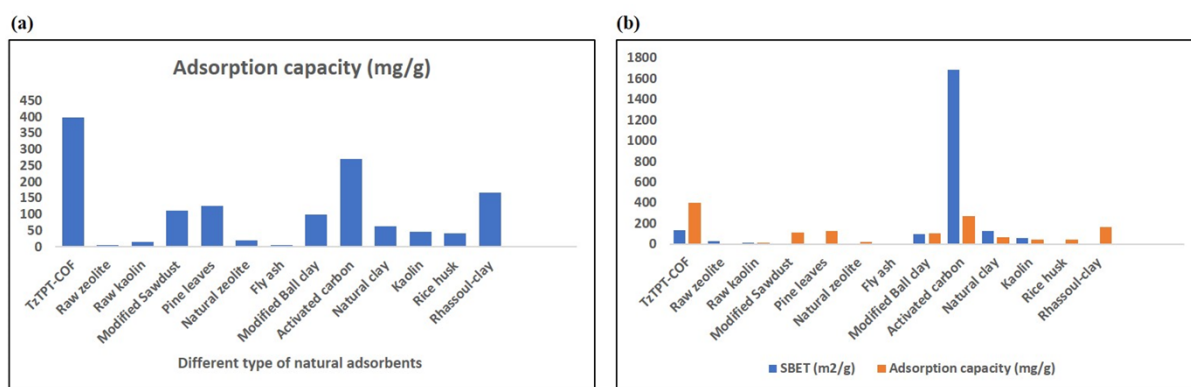 (a)
Adsorption capacity (mg/g)
450
400
350
300
250
200
150
100
50
0
TzTPT-COF
Raw zeolite
Raw kaolin
Modified Sawdust
Pine leaves
Natural zeolite
Fly ash
Modified Ball clay
Activated carbon
Natural clay
Kaolin
Rice husk
Rhassoul-clay
Different type of natural adsorbents
(b)
1800
1600
1400
1200
1000
800
600
400
200
0
TzTPT-COF
Raw zeolite
Raw kaolin
Modified Sawdust
Pine leaves
Natural zeolite
Fly ash
Modified Ball clay
Activated carbon
Natural clay
Kaolin
Rice husk
Rhassoul-clay
SBET (m2/g)
Adsorption capacity (mg/g)